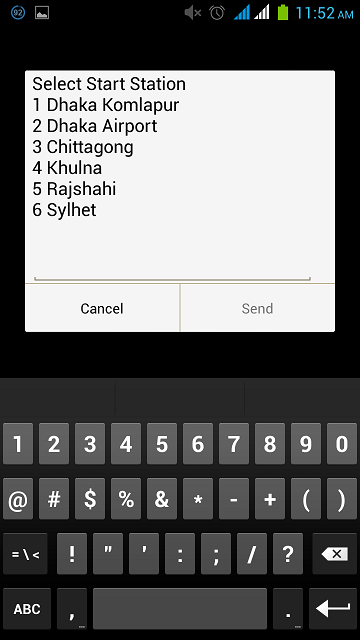 92 11:52 AM
Select Start Station
1 Dhaka Komlapur
2 Dhaka Airport
3 Chittagong
4 Khulna
5 Rajshahi
6 Sylhet
Cancel Send
1 2 3 4 5 6 7 8 9 0
@ # $ % & * - + ( )
= \ < ! " ' : ; / ?
ABC , ... . ...